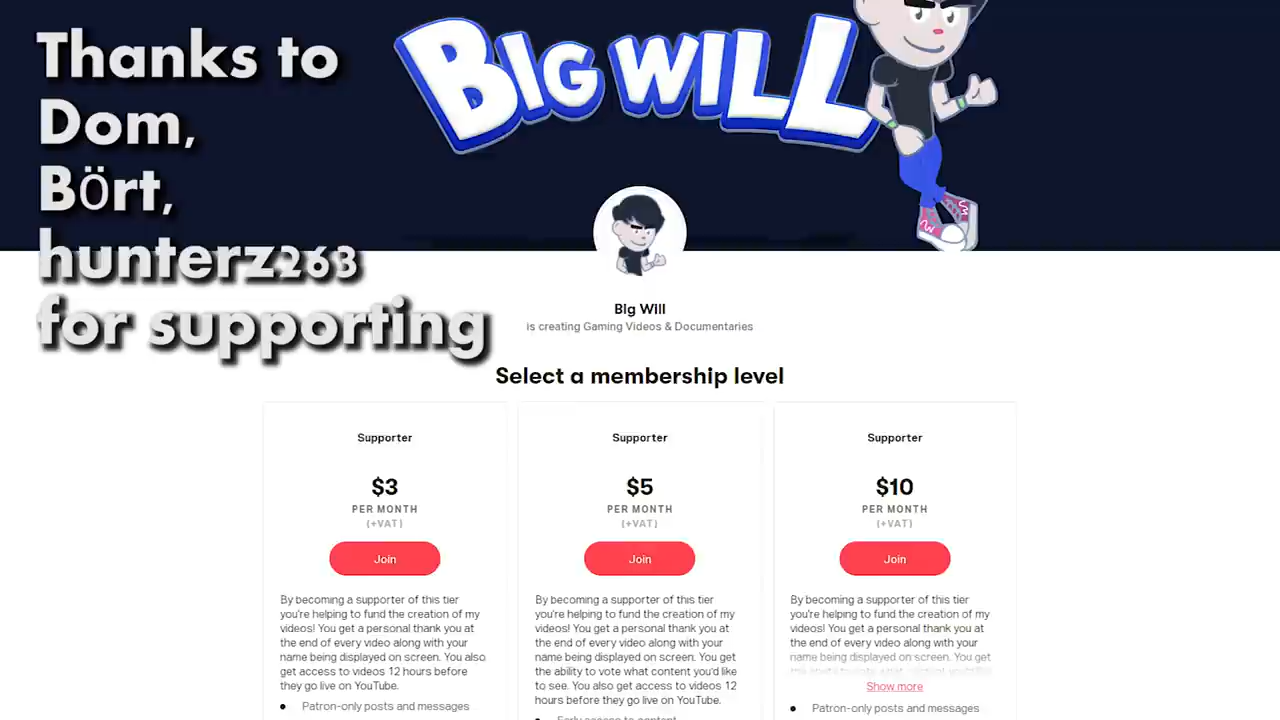 Thanks to
Dom,
Bört,
hunterz263
for supporting
BIG WILL
Big Will
is creating Gaming Videos & Documentaries
Select a membership level
Supporter
$3
PER MONTH
(+VAT)
Join
By becoming a supporter of this tier
you're helping to fund the creation of my
videos! You get a personal thank you at
the end of every video along with your
name being displayed on screen. You also
get access to videos 12 hours before
they go live on YouTube.
• Patron-only posts and messages
Supporter
$5
PER MONTH
(+VAT)
Join
By becoming a supporter of this tier
you're helping to fund the creation of my
videos! You get a personal thank you at
the end of every video along with your
name being displayed on screen. You get
the ability to vote what content you'd like
to see. You also get access to videos 12
hours before they go live on YouTube.
• Early access to content
Supporter
$10
PER MONTH
(+VAT)
Join
By becoming a supporter of this tier
you're helping to fund the creation of my
videos! You get a personal thank you at
the end of every video along with your
name being displayed on screen. You get
Show more
• Patron-only posts and messages